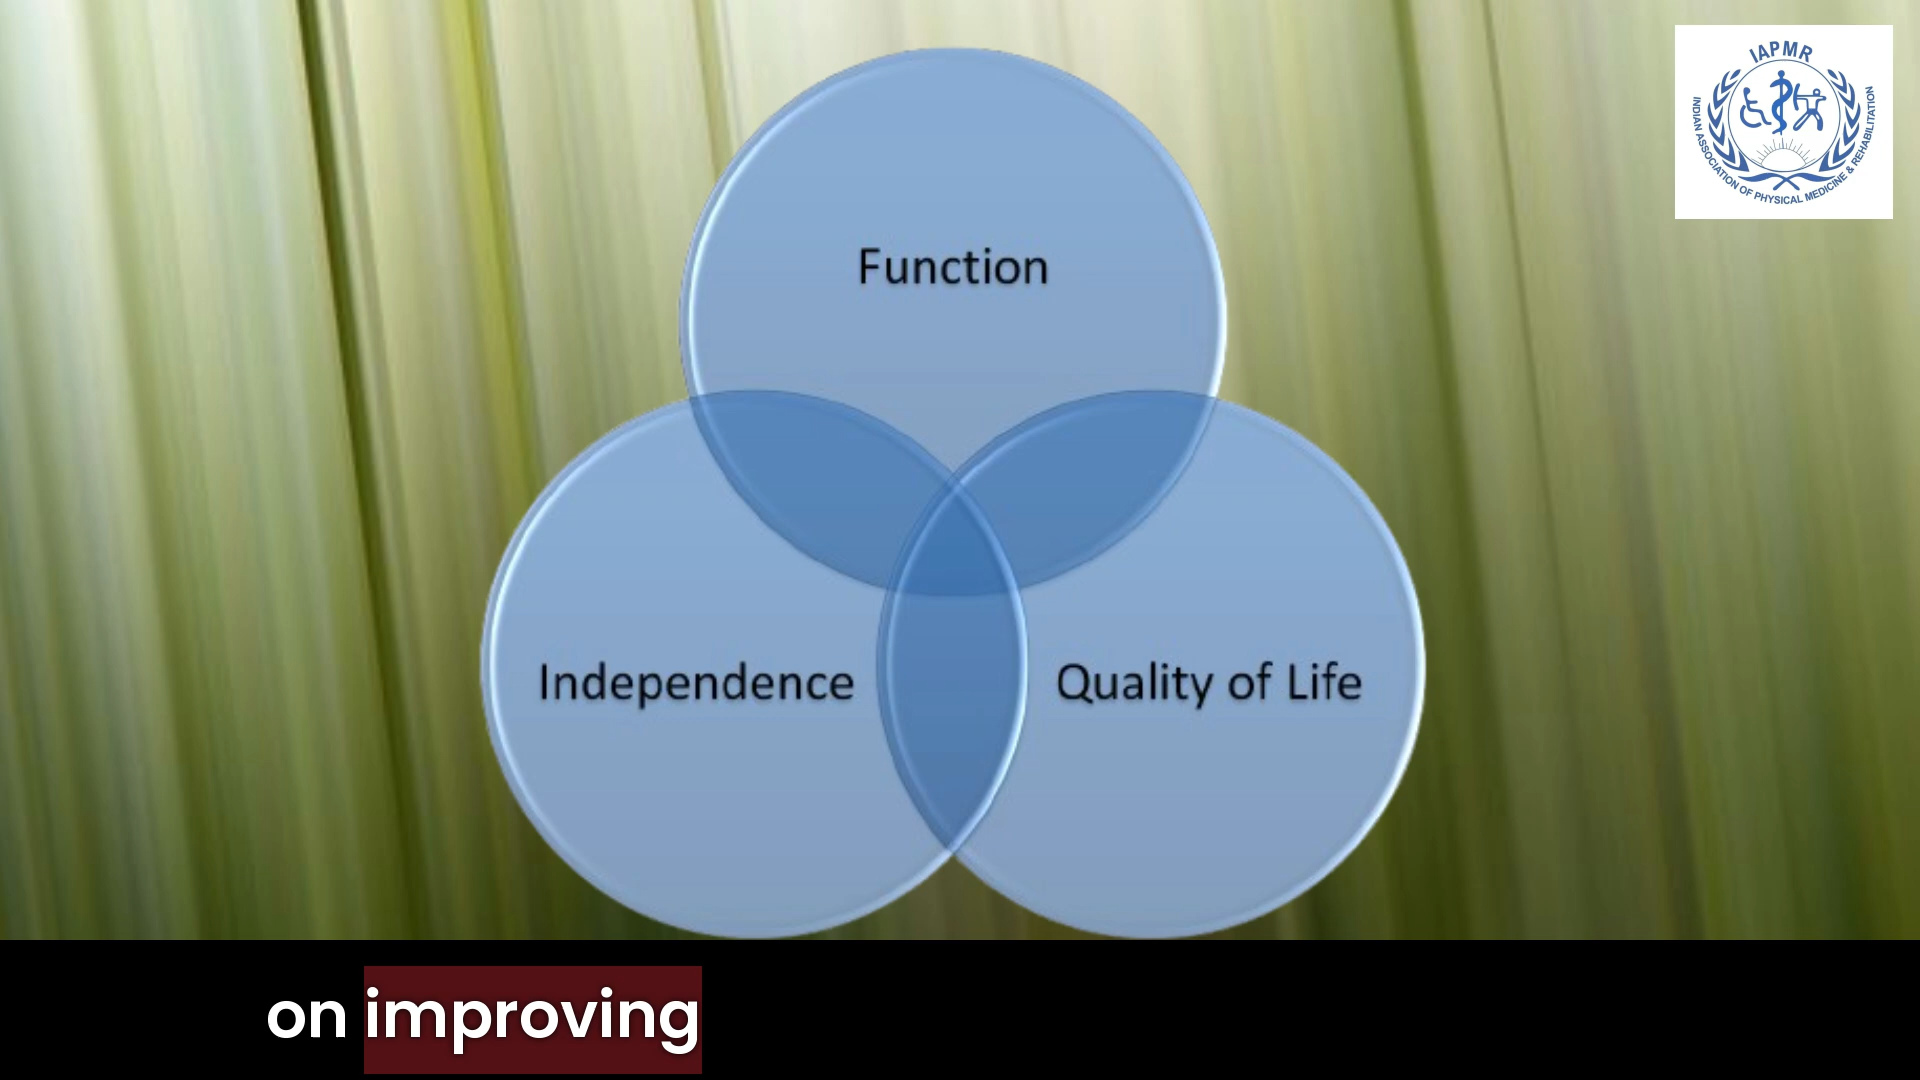 IAPMR
INDIAN ASSOCIATION OF PHYSICAL MEDICINE & REHABILITATION
Function
Independence
Quality of Life
on improving